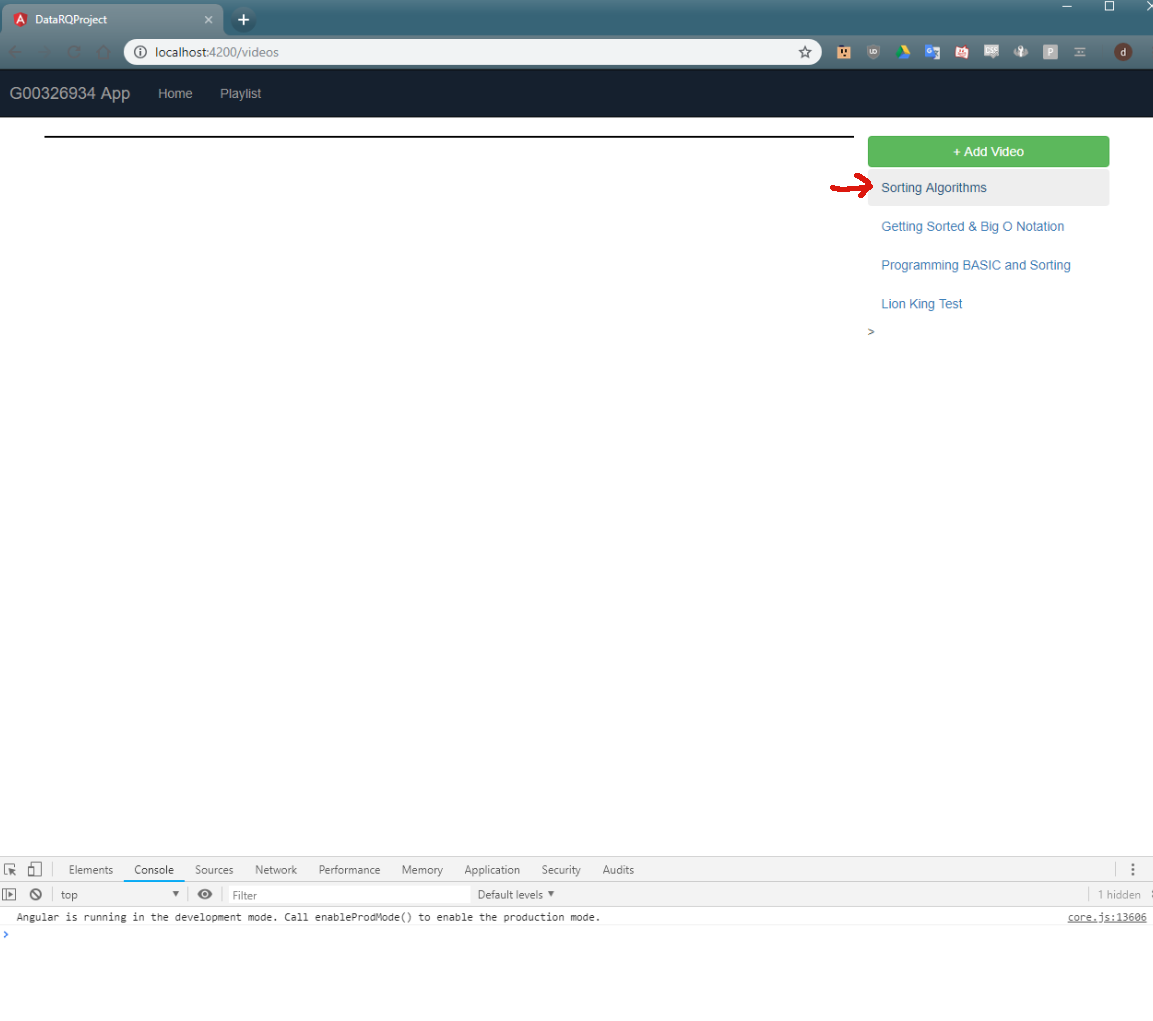 DataRQProject
localhost:4200/videos
G00326934 App Home Playlist
+ Add Video
Sorting Algorithms
Getting Sorted & Big O Notation
Programming BASIC and Sorting
Lion King Test
>
Elements Console Sources Network Performance Memory Application Security Audits
top Filter Default levels 1 hidden
Angular is running in the development mode. Call enableProdMode() to enable the production mode. core.js:13606
>